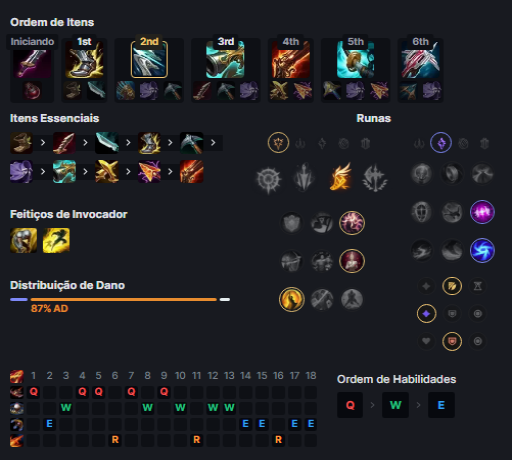 Ordem de Itens
Iniciando 1st 2nd 3rd 4th 5th 6th
Itens Essenciais
Runas
Feitiços de Invocador
Distribuição de Dano
87% AD
1 2 3 4 5 6 7 8 9 10 11 12 13 14 15 16 17 18
Q Q Q Q Q
W W W W W
E E E E E
R R R
Ordem de Habilidades
Q > W > E